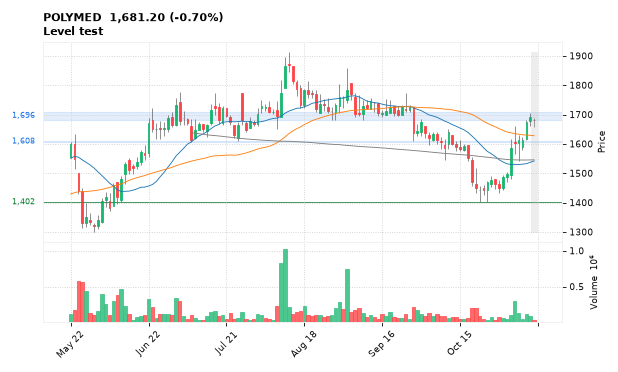 POLYMED 1,681.20 (-0.70%)
Level test
1900
1800
1,696
1700
1,608
1600
1500
1,402
1400
1300
Price
1.0
0.5
Volume 10⁶
May 22
Jun 22
Jul 21
Aug 18
Sep 16
Oct 15